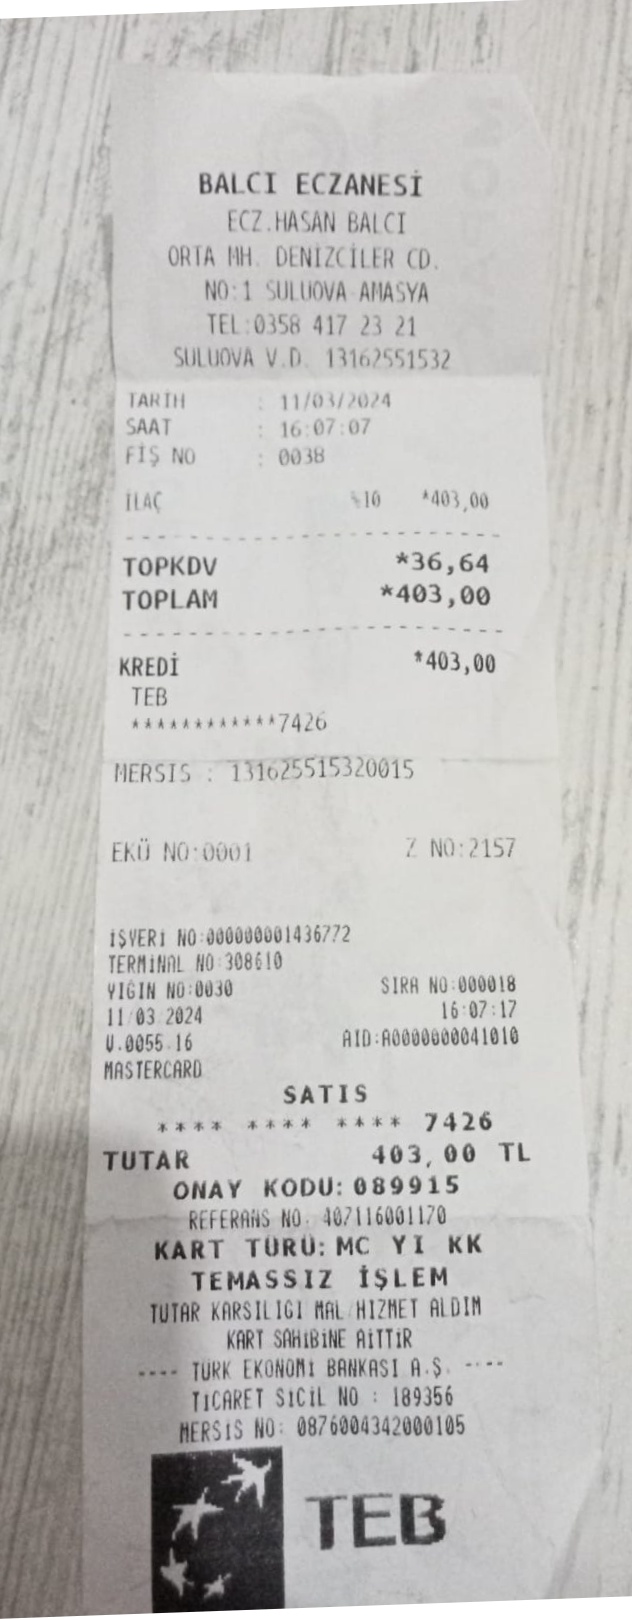 BALCI ECZANESİ
ECZ.HASAN BALCI
ORTA MH. DENİZCİLER CD.
NO:1 SULUOVA AMASYA
TEL:0358 417 23 21
SULUOVA V.D. 13162551532
TARİH : 11/03/2024
SAAT : 16:07:07
FİŞ NO : 0038
İLAÇ %10 *403,00
TOPKDV *36,64
TOPLAM *403,00
KREDİ *403,00
TEB
************7426
MERSIS : 131625515320015
EKÜ NO:0001 Z NO:2157
İŞYERİ NO:000000001436772
TERMİNAL NO:308610
YIGIN NO:0030 SIRA NO:000018
11/03/2024 16:07:17
V.0055.16 AID:A0000000041010
MASTERCARD
SATIS
**** **** **** 7426
TUTAR 403,00 TL
ONAY KODU: 089915
REFERANS NO: 407116001170
KART TURU: MC YI KK
TEMASSIZ İŞLEM
TUTAR KARSILIGI MAL/HIZMET ALDIM
KART SAHİBİNE AİTTİR
---- TURK EKONOMİ BANKASI A.Ş. ----
TİCARET SİCİL NO : 189356
MERSİS NO: 0876004342000105
TEB